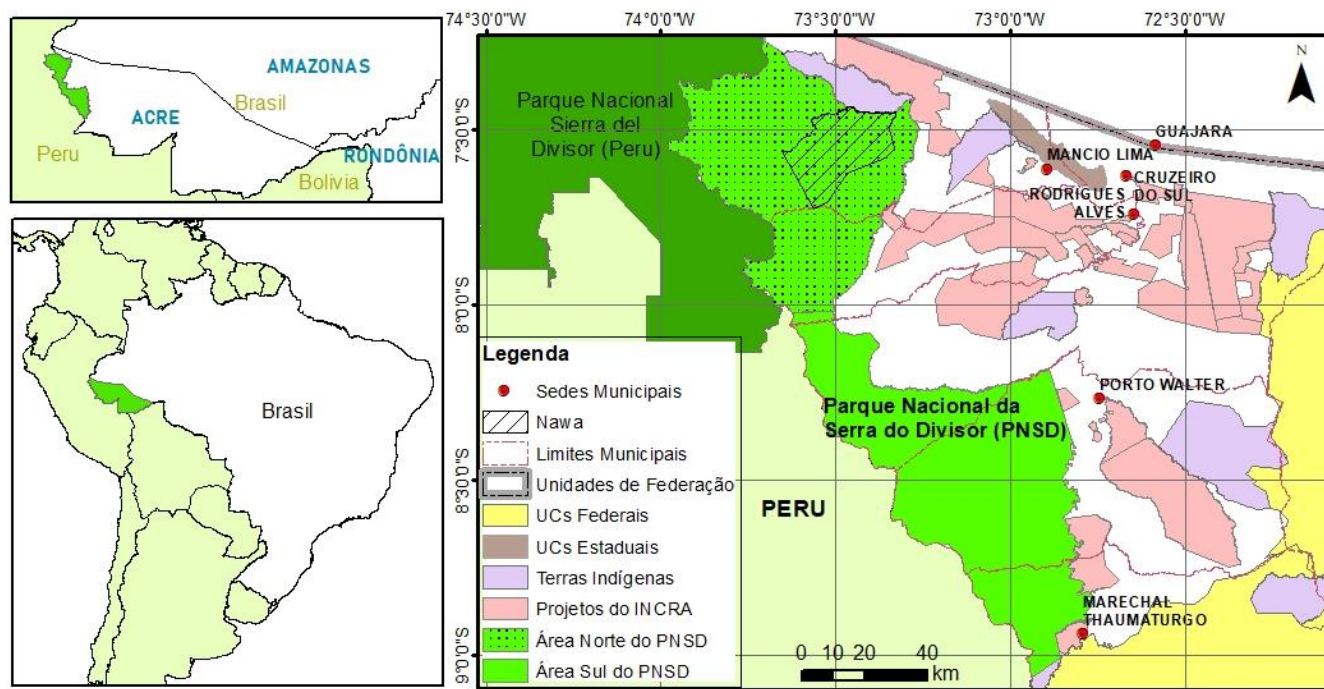 AMAZONAS
Brasil
ACRE
RONDÔNIA
Peru
Bolivia
Brasil
74°30'0"W
74°0'0"W
73°30'0"W
73°0'0"W
72°30'0"W
7°30'0"S
8°0'0"S
8°30'0"S
9°0'0"S
N
Parque Nacional
Sierra del
Divisor (Peru)
GUAJARA
MANCIO LIMA
CRUZEIRO
DO SUL
RODRIGUES
ALVES
PORTO WALTER
Parque Nacional da
Serra do Divisor (PNSD)
PERU
MARECHAL
THAUMATURGO
Legenda
Sedes Municipais
Nawa
Limites Municipais
Unidades de Federação
UCs Federais
UCs Estaduais
Terras Indígenas
Projetos do INCRA
Área Norte do PNSD
Área Sul do PNSD
0 10 20 40
km